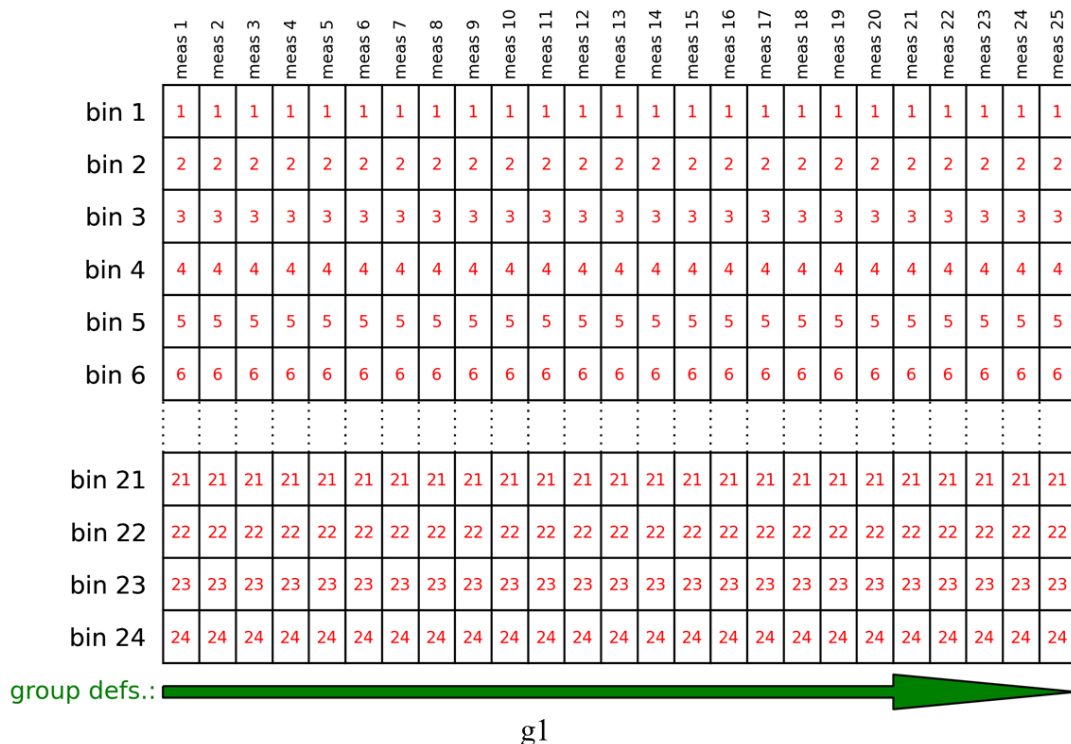 meas 1 meas 2 meas 3 meas 4 meas 5 meas 6 meas 7 meas 8 meas 9 meas 10 meas 11 meas 12 meas 13 meas 14 meas 15 meas 16 meas 17 meas 18 meas 19 meas 20 meas 21 meas 22 meas 23 meas 24 meas 25
bin 1 1 1 1 1 1 1 1 1 1 1 1 1 1 1 1 1 1 1 1 1 1 1 1 1 1
bin 2 2 2 2 2 2 2 2 2 2 2 2 2 2 2 2 2 2 2 2 2 2 2 2 2 2
bin 3 3 3 3 3 3 3 3 3 3 3 3 3 3 3 3 3 3 3 3 3 3 3 3 3 3
bin 4 4 4 4 4 4 4 4 4 4 4 4 4 4 4 4 4 4 4 4 4 4 4 4 4 4
bin 5 5 5 5 5 5 5 5 5 5 5 5 5 5 5 5 5 5 5 5 5 5 5 5 5 5
bin 6 6 6 6 6 6 6 6 6 6 6 6 6 6 6 6 6 6 6 6 6 6 6 6 6 6
bin 21 21 21 21 21 21 21 21 21 21 21 21 21 21 21 21 21 21 21 21 21 21 21 21 21 21
bin 22 22 22 22 22 22 22 22 22 22 22 22 22 22 22 22 22 22 22 22 22 22 22 22 22 22
bin 23 23 23 23 23 23 23 23 23 23 23 23 23 23 23 23 23 23 23 23 23 23 23 23 23 23
bin 24 24 24 24 24 24 24 24 24 24 24 24 24 24 24 24 24 24 24 24 24 24 24 24 24 24
group defs.:
g1